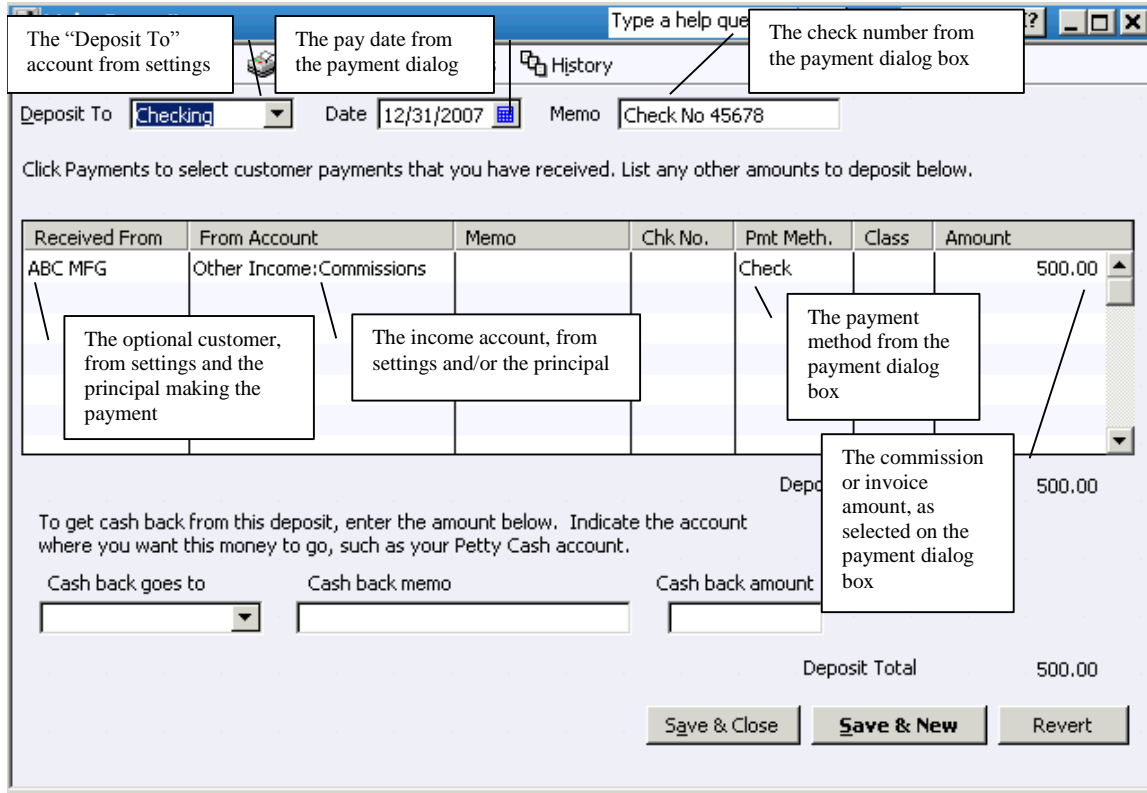 Type a help que
The “Deposit To”
account from settings
The pay date from
the payment dialog
The check number from
the payment dialog box
History
Deposit To Checking Date 12/31/2007 Memo Check No 45678
Click Payments to select customer payments that you have received. List any other amounts to deposit below.
Received From From Account Memo Chk No. Pmt Meth. Class Amount
ABC MFG Other Income:Commissions Check 500.00
The optional customer,
from settings and the
principal making the
payment
The income account, from
settings and/or the principal
The payment
method from the
payment dialog
box
The commission
or invoice
amount, as
selected on the
payment dialog
box
Depo 500.00
To get cash back from this deposit, enter the amount below. Indicate the account
where you want this money to go, such as your Petty Cash account.
Cash back goes to Cash back memo Cash back amount
Deposit Total 500.00
Save & Close Save & New Revert